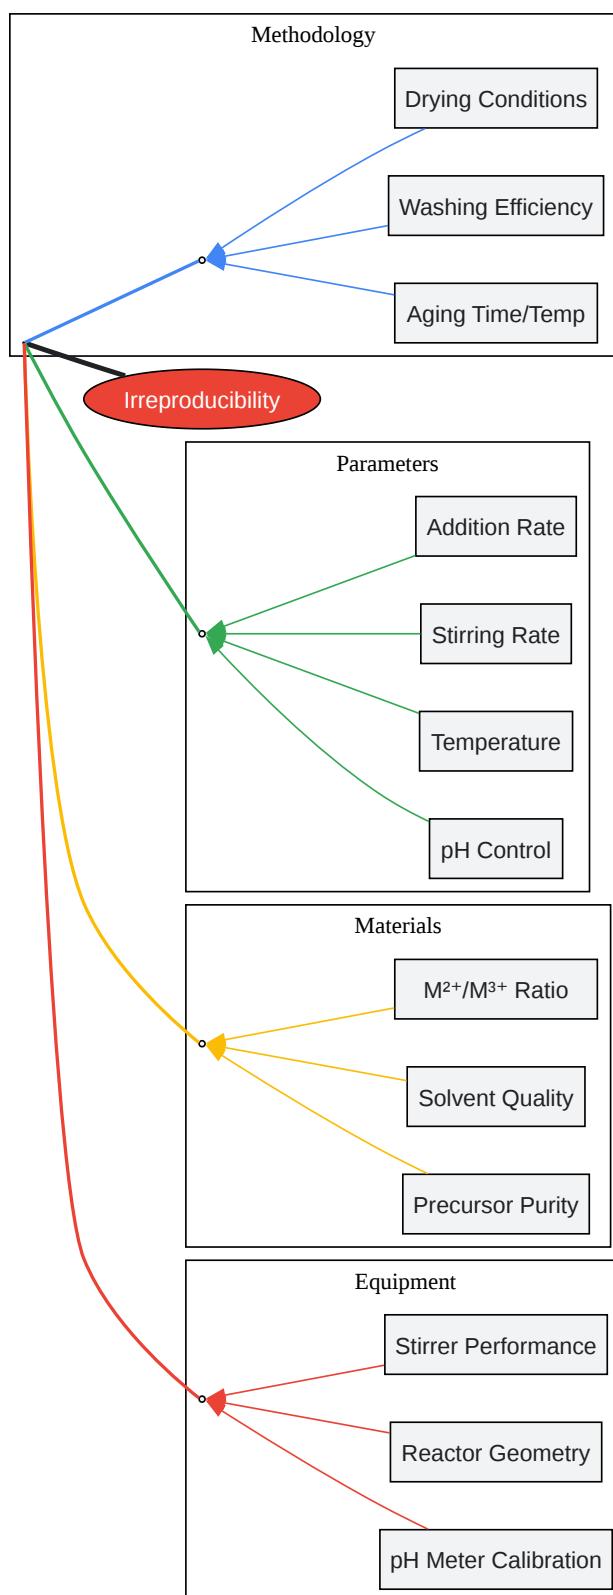 Methodology
Drying Conditions
Washing Efficiency
Aging Time/Temp
Irreproducibility
Parameters
Addition Rate
Stirring Rate
Temperature
pH Control
Materials
M²⁺/M³⁺ Ratio
Solvent Quality
Precursor Purity
Equipment
Stirrer Performance
Reactor Geometry
pH Meter Calibration